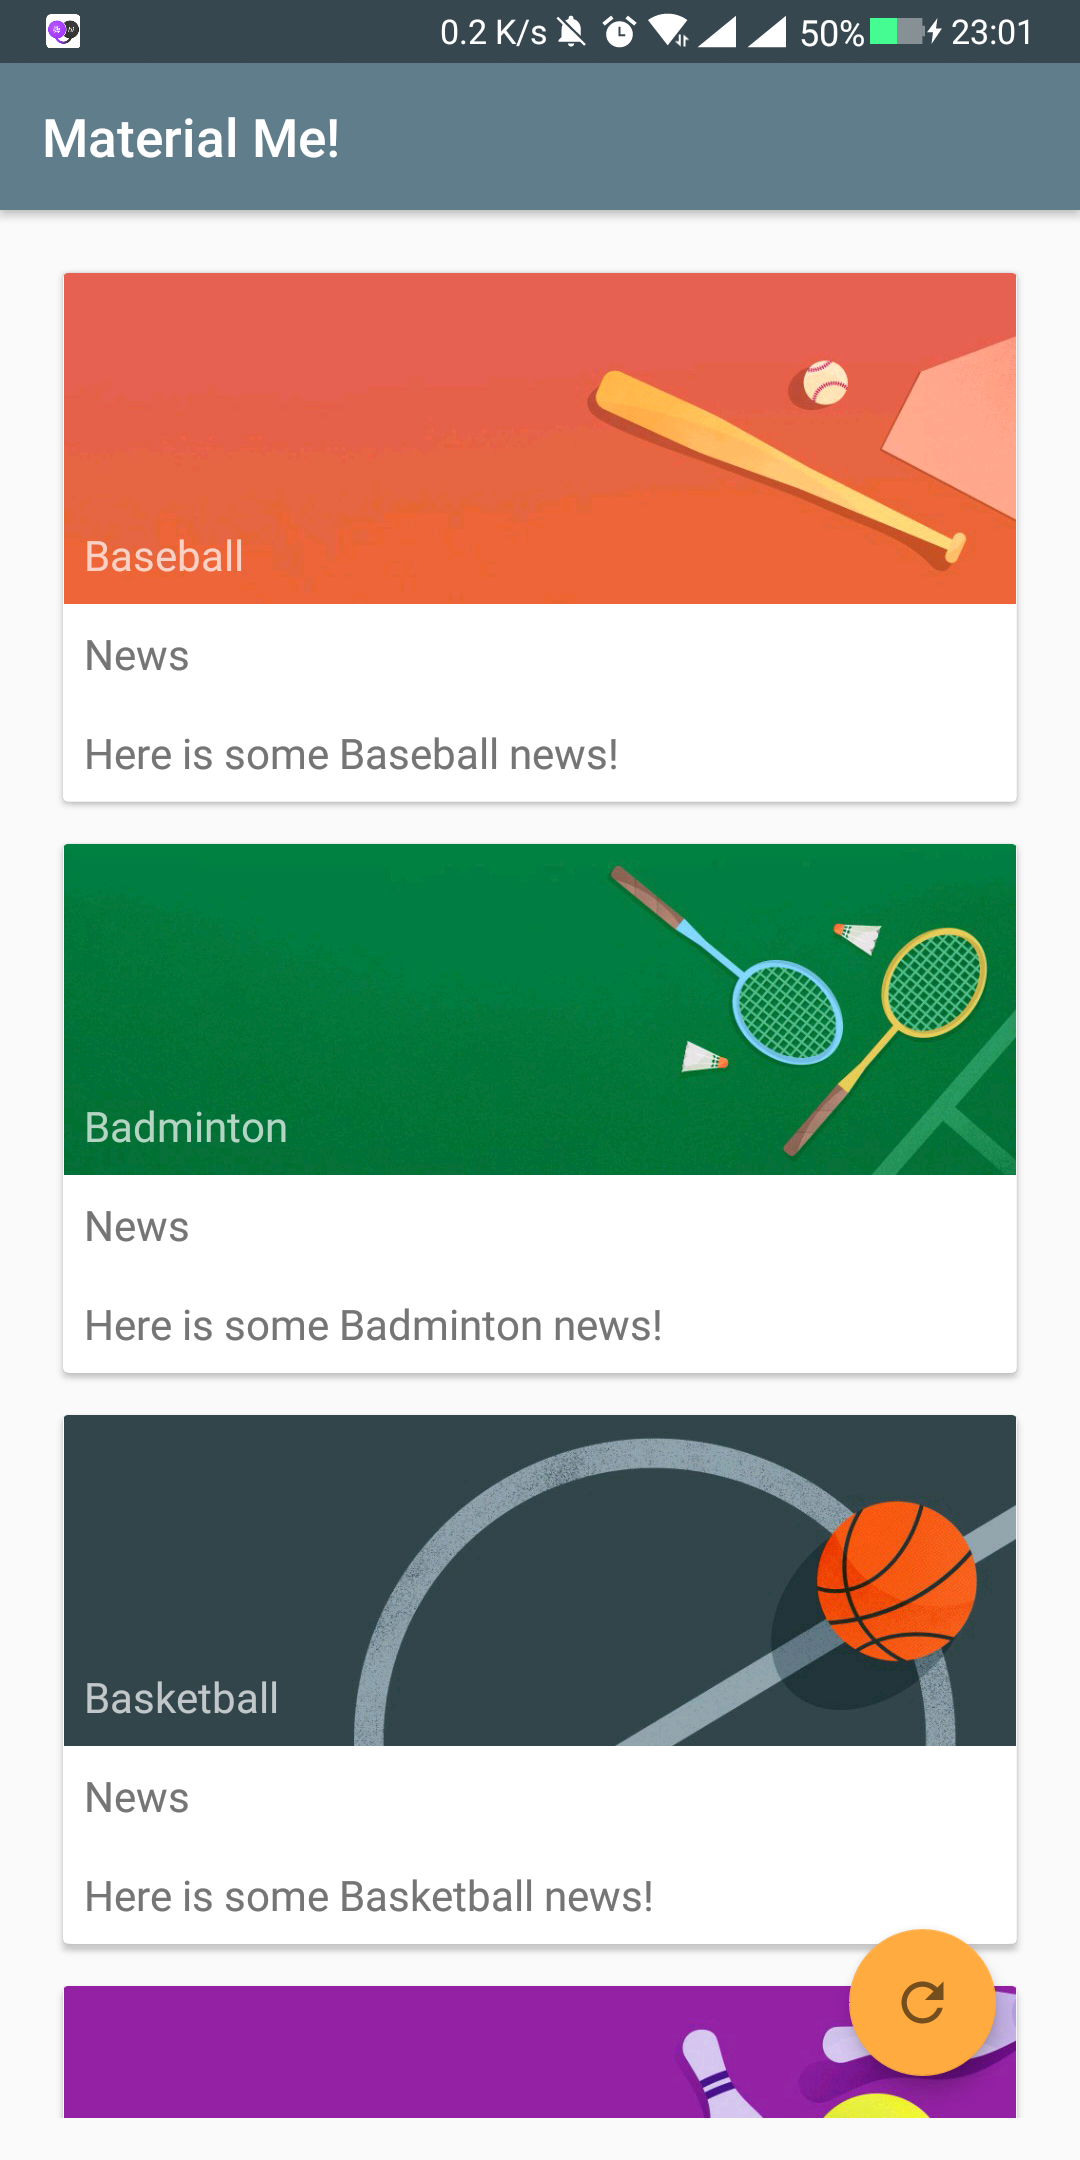 0.2 K/s 50% 23:01
Material Me!
Baseball
News
Here is some Baseball news!
Badminton
News
Here is some Badminton news!
Basketball
News
Here is some Basketball news!